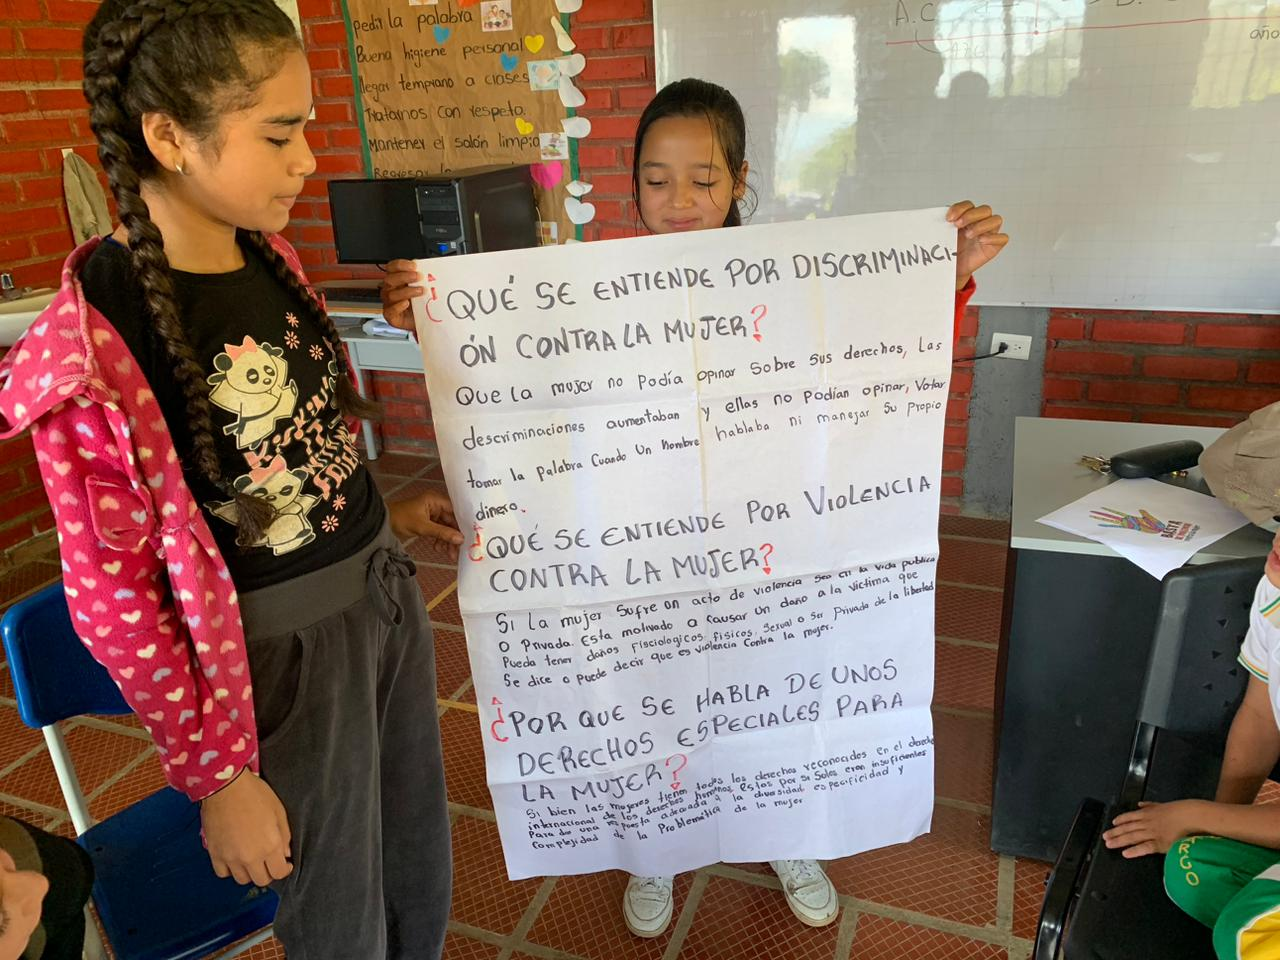 pedir la palabra
Buena higiene personal
llegar temprano a clases
Tratarnos con respeto.
Mantener el salón limpio
Regresar
A.C
D.
año
¿QUÉ SE ENTIENDE POR DISCRIMINACI-
ÓN CONTRA LA MUJER?
Que la mujer no podía opinar sobre sus derechos, Las
descriminaciones aumentaban y ellas no podían opinar, votar
tomar la palabra cuando un hombre hablaba ni manejar su propio
dinero.
¿QUÉ SE ENTIENDE POR VIOLENCIA
CONTRA LA MUJER?
Si La mujer sufre un acto de violencia sea en la vida publica
o Privada. Esta motivado a causar un daño a la victima que
Pueda tener daños Fisciologicos, fisicos, sexual o ser privada de la libertad
Se dice o puede decir que es violencia contra la mujer.
¿POR QUE SE HABLA DE UNOS
DERECHOS ESPECIALES PARA
LA MUJER?
Si bien las mujeres tienen todos los derechos reconocidos en el derecho
internacional de los derechos humanos, estos por si solos eran insuficientes
Para dar una respuesta adecuada a la diversidad, especificidad y
complejidad de la Problemática de la mujer
BASTA